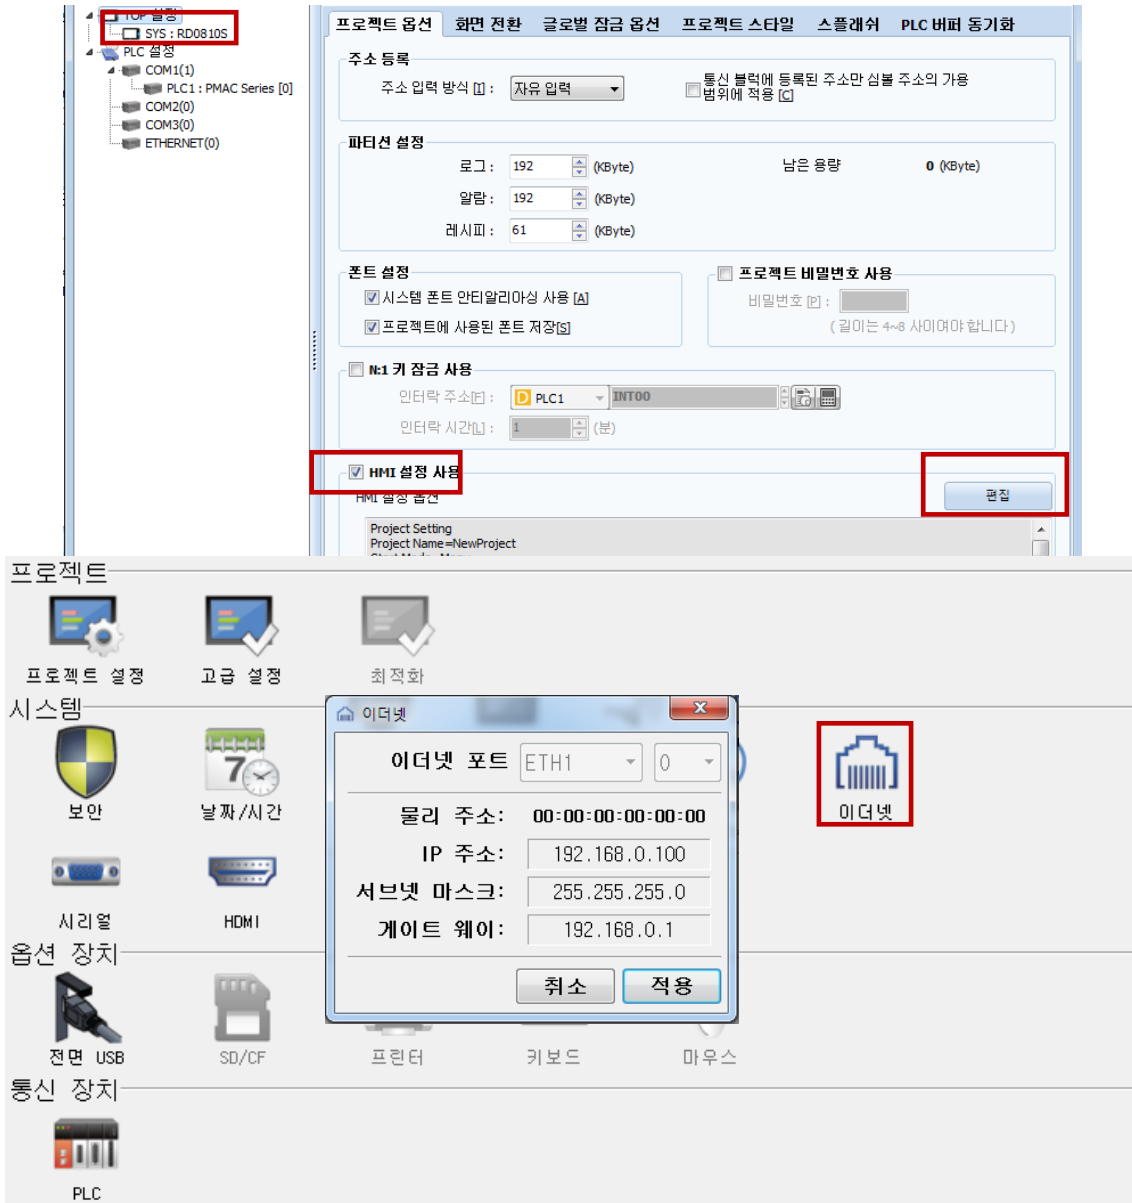 TOP 설정
SYS : RD0810S
PLC 설정
COM1(1)
PLC1 : PMAC Series [0]
COM2(0)
COM3(0)
ETHERNET(0)
프로젝트 옵션 화면 전환 글로벌 잠금 옵션 프로젝트 스타일 스플래쉬 PLC 버퍼 동기화
주소 등록
주소 입력 방식 [I] : 자유 입력
통신 블럭에 등록된 주소만 심볼 주소의 가용
범위에 적용 [C]
파티션 설정
로그 : 192 (KByte) 남은 용량 0 (KByte)
알람 : 192 (KByte)
레시피 : 61 (KByte)
폰트 설정
시스템 폰트 안티알리아싱 사용 [A]
프로젝트에 사용된 폰트 저장[S]
프로젝트 비밀번호 사용
비밀번호 [P] :
( 길이는 4~8 사이여야 합니다 )
N:1 키 잠금 사용
인터락 주소[F] : D PLC1 INT00
인터락 시간[L] : 1 (분)
HMI 설정 사용
HMI 설정 옵션
편집
Project Setting
Project Name=NewProject
프로젝트
프로젝트 설정 고급 설정 최적화
시스템
보안 날짜/시간 이더넷
시리얼 HDMI
이더넷
이더넷 포트 ETH1 0
물리 주소: 00:00:00:00:00:00
IP 주소: 192.168.0.100
서브넷 마스크: 255.255.255.0
게이트 웨이: 192.168.0.1
취소 적용
옵션 장치
전면 USB SD/CF 프린터 키보드 마우스
통신 장치
PLC